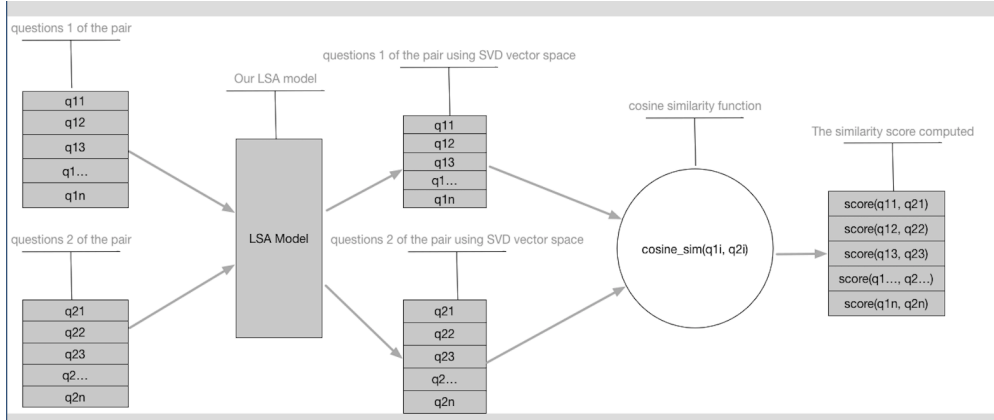 questions 1 of the pair
q11
q12
q13
q1...
q1n
questions 2 of the pair
q21
q22
q23
q2...
q2n
Our LSA model
LSA Model
questions 1 of the pair using SVD vector space
q11
q12
q13
q1...
q1n
questions 2 of the pair using SVD vector space
q21
q22
q23
q2...
q2n
cosine similarity function
cosine_sim(q1i, q2i)
The similarity score computed
score(q11, q21)
score(q12, q22)
score(q13, q23)
score(q1..., q2...)
score(q1n, q2n)